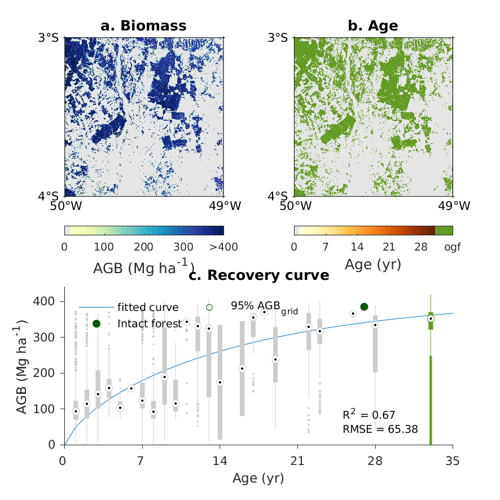 a. Biomass
b. Age
3°S
3°S
4°S
4°S
50°W
49°W
50°W
49°W
0 100 200 300 >400
AGB (Mg ha-1)
0 7 14 21 28 ogf
Age (yr)
c. Recovery curve
fitted curve
95% AGB grid
Intact forest
AGB (Mg ha-1)
400
300
200
100
0
R2 = 0.67
RMSE = 65.38
0 7 14 21 28 35
Age (yr)